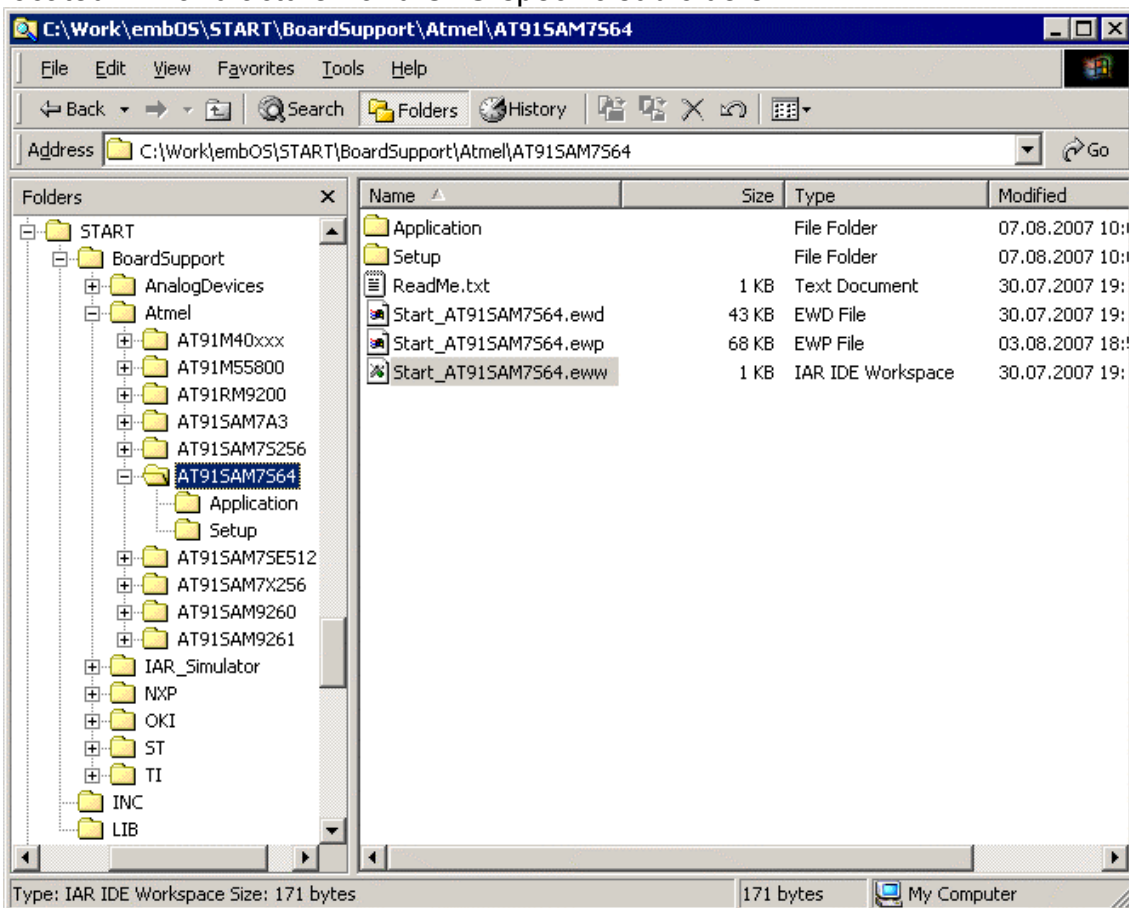 C:\Work\embOS\START\BoardSupport\Atmel\AT91SAM7S64
File Edit View Favorites Tools Help
Back Search Folders History
Address C:\Work\embOS\START\BoardSupport\Atmel\AT91SAM7S64 Go
Folders
START
BoardSupport
AnalogDevices
Atmel
AT91M40xxx
AT91M55800
AT91RM9200
AT91SAM7A3
AT91SAM7S256
AT91SAM7S64
Application
Setup
AT91SAM7SE512
AT91SAM7X256
AT91SAM9260
AT91SAM9261
IAR_Simulator
NXP
OKI
ST
TI
INC
LIB
Name Size Type Modified
Application File Folder 07.08.2007 10:
Setup File Folder 07.08.2007 10:
ReadMe.txt 1 KB Text Document 30.07.2007 19:
Start_AT91SAM7S64.ewd 43 KB EWD File 30.07.2007 19:
Start_AT91SAM7S64.ewp 68 KB EWP File 03.08.2007 18:
Start_AT91SAM7S64.eww 1 KB IAR IDE Workspace 30.07.2007 19:
Type: IAR IDE Workspace Size: 171 bytes 171 bytes My Computer